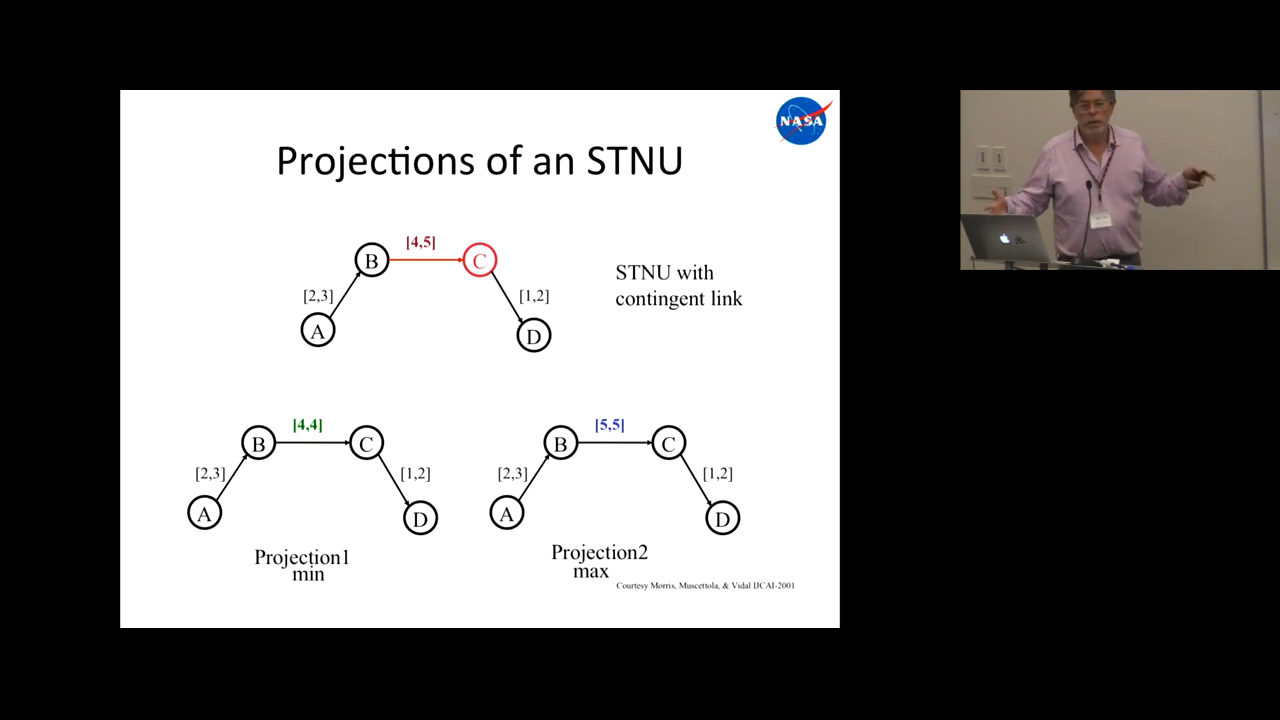 NASA
Projections of an STNU
[4,5]
B
C
[2,3]
[1,2]
A
D
STNU with
contingent link
[4,4]
B
C
[2,3]
[1,2]
A
D
Projection1
min
[5,5]
B
C
[2,3]
[1,2]
A
D
Projection2
max
Courtesy Morris, Muscettola, & Vidal IJCAI-2001